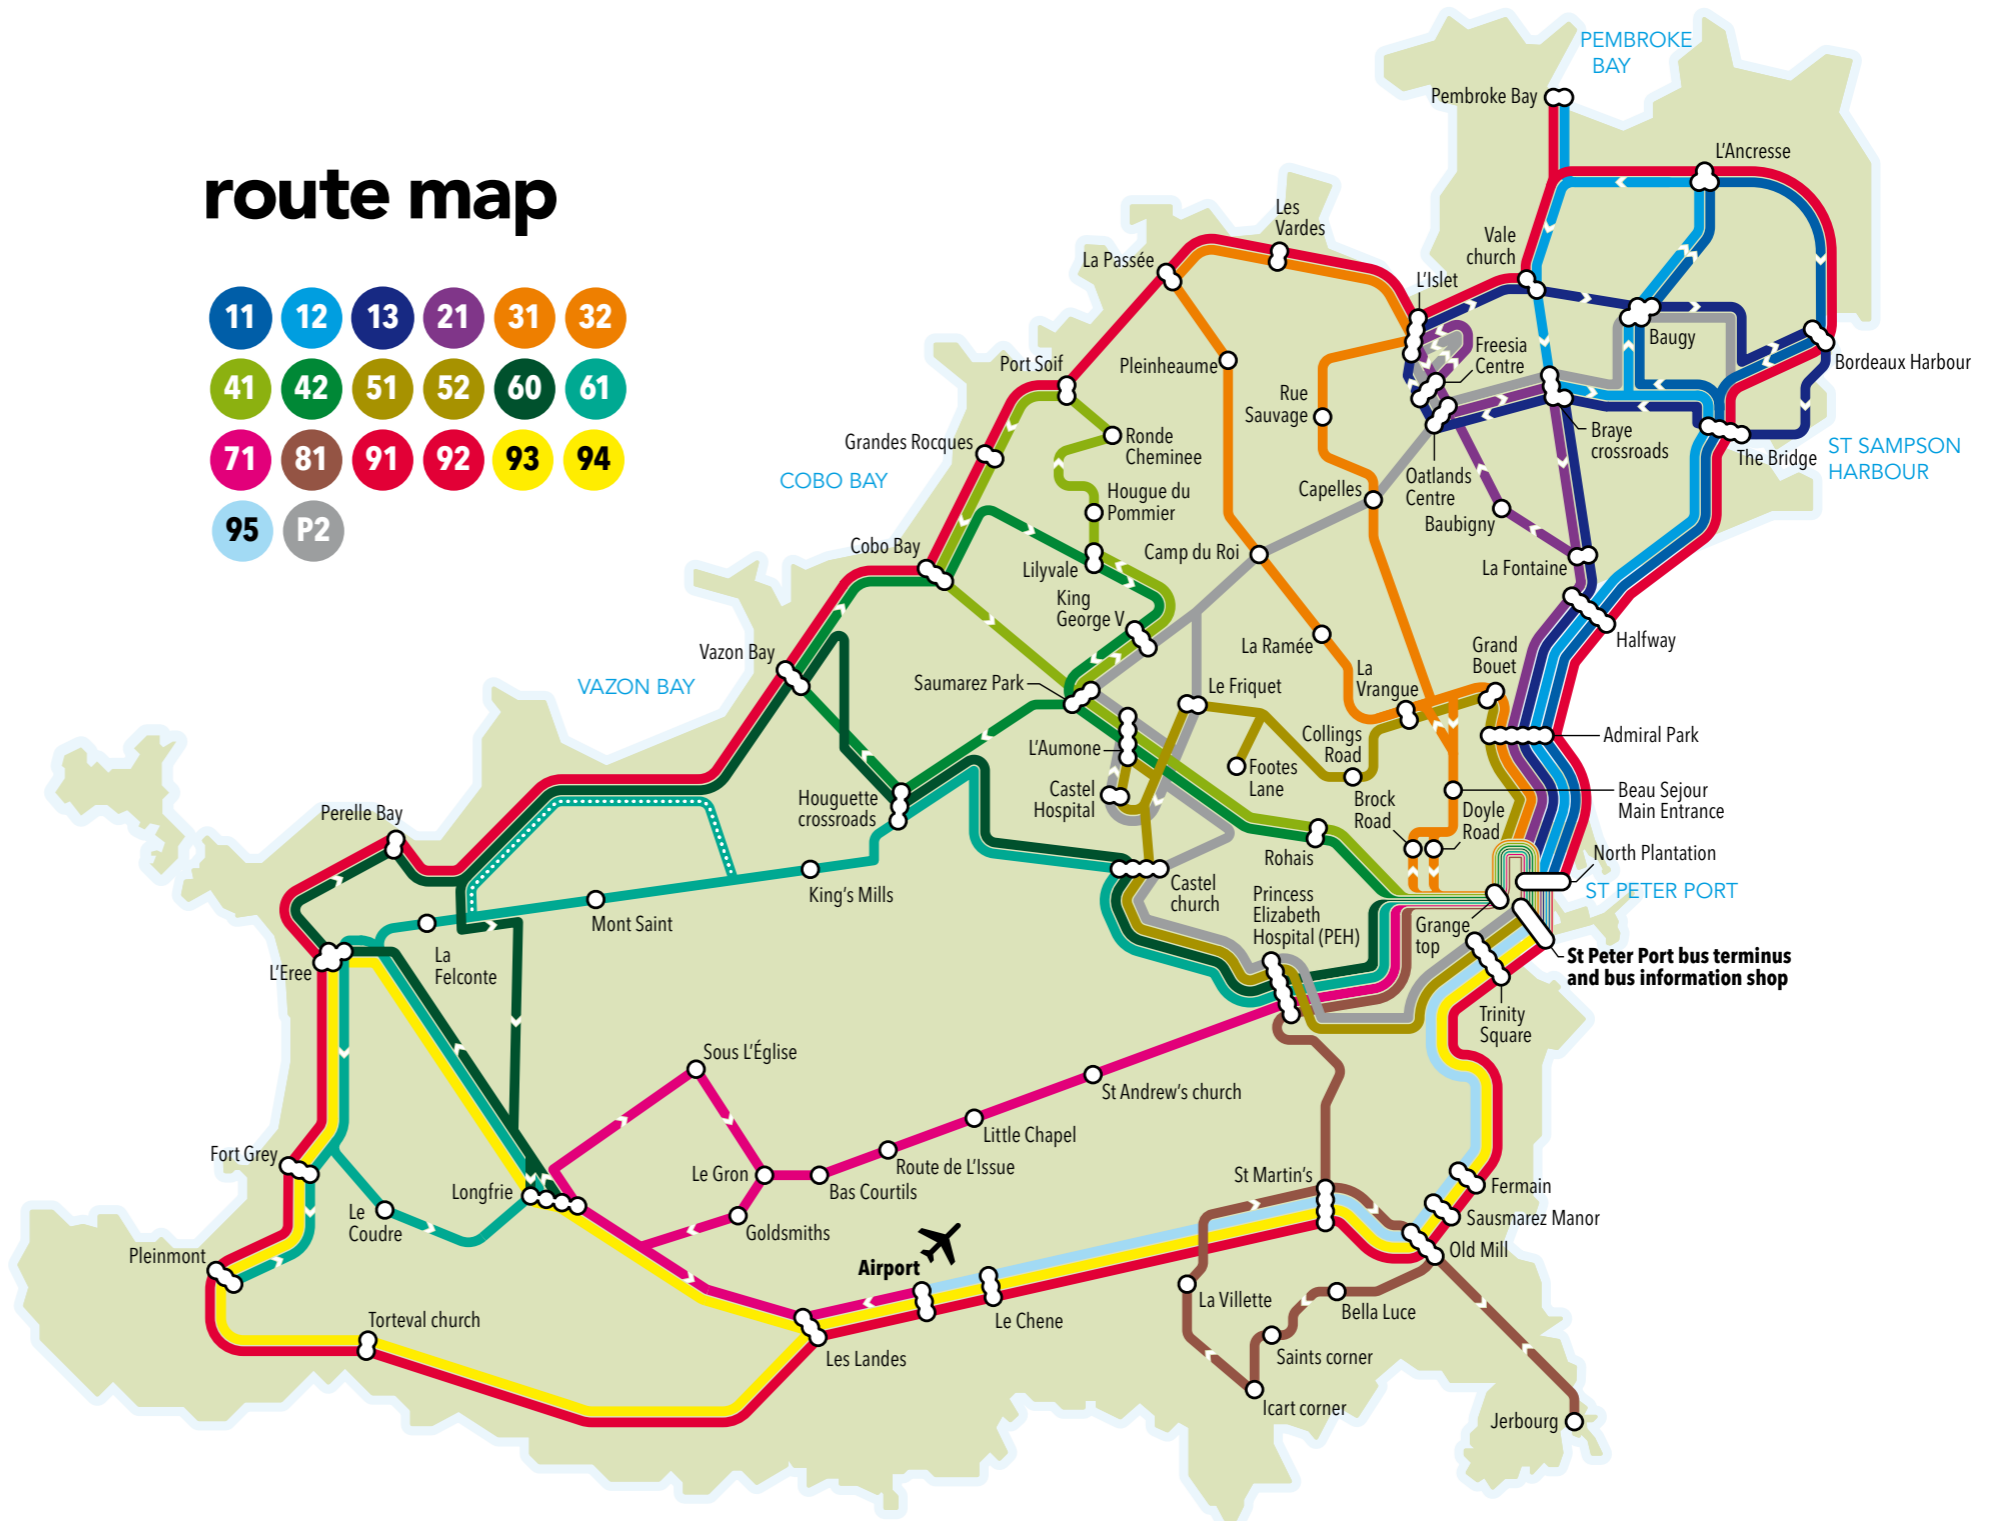 PEMBROKE
BAY
Pembroke Bay
L'Ancresse
route map
Les
Vardes
Vale
church
La Passée
L'Islet
11 12 13 21 31 32
Freesia
Centre
Baugy
Bordeaux Harbour
Port Soif
Pleinheaume
41 42 51 52 60 61
Rue
Sauvage
Grandes Rocques
Ronde
Cheminee
Braye
crossroads
The Bridge
ST SAMPSON
HARBOUR
71 81 91 92 93 94
COBO BAY
Hougue du
Pommier
Capelles
Oatlands
Centre
Baubigny
95 P2
Cobo Bay
Lilyvale
Camp du Roi
La Fontaine
King
George V
Halfway
Vazon Bay
VAZON BAY
Saumarez Park
La Ramée
La
Vrangue
Grand
Bouet
Le Friquet
L'Aumone
Collings
Road
Admiral Park
Footes
Lane
Castel
Hospital
Houguette
crossroads
Brock
Road
Doyle
Road
Beau Sejour
Main Entrance
Perelle Bay
Rohais
North Plantation
ST PETER PORT
King's Mills
Castel
church
Princess
Elizabeth
Hospital (PEH)
Grange
top
Mont Saint
La
Felconte
L'Eree
St Peter Port bus terminus
and bus information shop
Trinity
Square
Sous L'Église
St Andrew's church
Little Chapel
Fort Grey
Longfrie
Le Gron
Route de L'Issue
Bas Courtils
St Martin's
Fermain
Le
Coudre
Goldsmiths
Sausmarez Manor
Pleinmont
Airport
Old Mill
La Villette
Bella Luce
Torteval church
Le Chene
Les Landes
Saints corner
Icart corner
Jerbourg